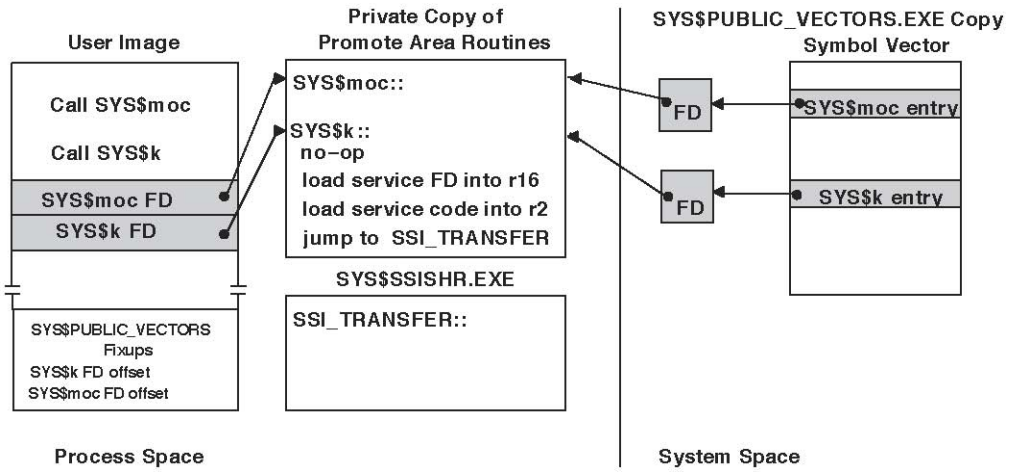 User Image
Call SYS$moc
Call SYS$k
SYS$moc FD
SYS$k FD
SYS$PUBLIC_VECTORS
Fixups
SYS$k FD offset
SYS$moc FD offset
Process Space
Private Copy of
Promote Area Routines
SYS$moc::
SYS$k::
no-op
load service FD into r16
load service code into r2
jump to SSI_TRANSFER
SYS$SSISHR.EXE
SSI_TRANSFER::
SYS$PUBLIC_VECTORS.EXE Copy
Symbol Vector
FD
SYS$moc entry
FD
SYS$k entry
System Space